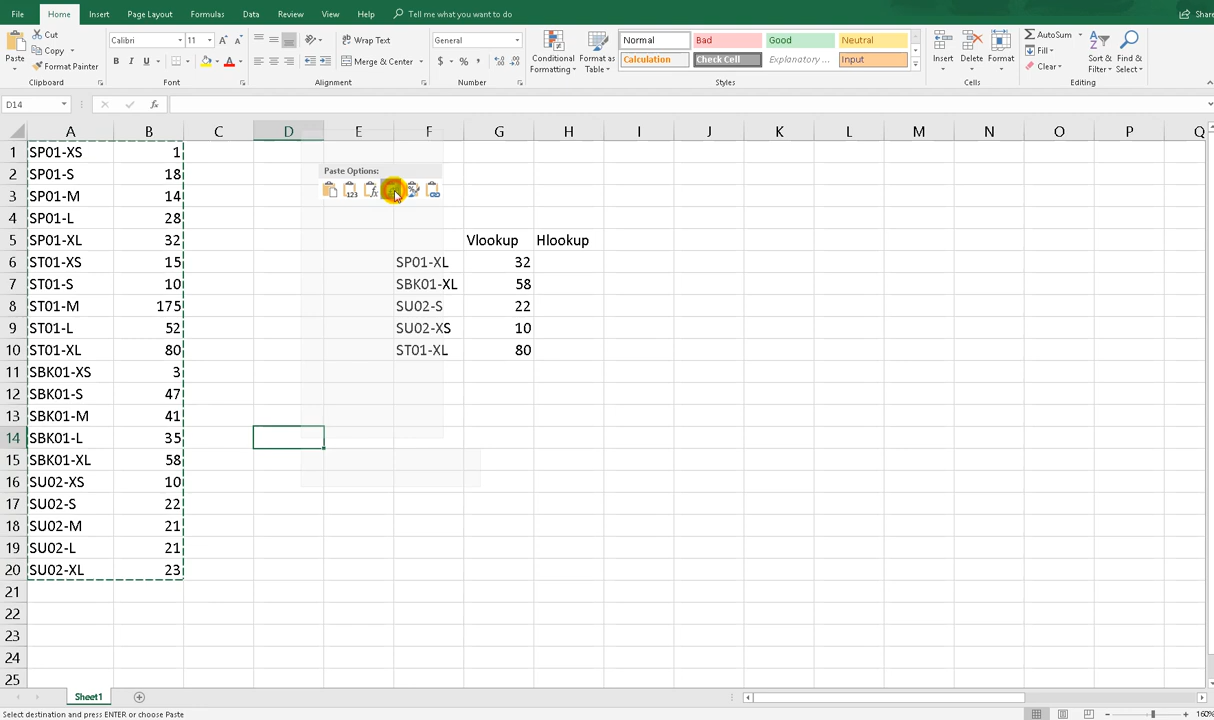 File Home Insert Page Layout Formulas Data Review View Help Tell me what you want to do Share
Cut
Copy
Format Painter
Paste
Calibri 11
B I U
A A
Wrap Text
Merge & Center
General
$ % ,
Conditional Formatting
Format as Table
Normal Bad Good Neutral
Calculation Check Cell Explanatory ... Input
Insert Delete Format
AutoSum
Fill
Clear
Sort & Filter
Find & Select
Clipboard Font Alignment Number Styles Cells Editing
D14 fx
A B C D E F G H I J K L M N O P Q
Paste Options:
1 SP01-XS 1
2 SP01-S 18
3 SP01-M 14
4 SP01-L 28
5 SP01-XL 32 Vlookup Hlookup
6 ST01-XS 15 SP01-XL 32
7 ST01-S 10 SBK01-XL 58
8 ST01-M 175 SU02-S 22
9 ST01-L 52 SU02-XS 10
10 ST01-XL 80 ST01-XL 80
11 SBK01-XS 3
12 SBK01-S 47
13 SBK01-M 41
14 SBK01-L 35
15 SBK01-XL 58
16 SU02-XS 10
17 SU02-S 22
18 SU02-M 21
19 SU02-L 21
20 SU02-XL 23
21
22
23
24
25
Sheet1
Select destination and press ENTER or choose Paste 160%